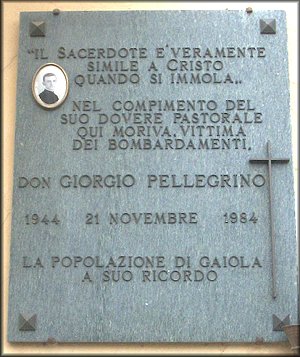 "IL SACERDOTE E' VERAMENTE
SIMILE A CRISTO
QUANDO SI IMMOLA„
NEL COMPIMENTO DEL
SUO DOVERE PASTORALE
QUI MORIVA, VITTIMA
DEI BOMBARDAMENTI,
DON GIORGIO PELLEGRINO
1944 21 NOVEMBRE 1984
LA POPOLAZIONE DI GAIOLA
A SUO RICORDO